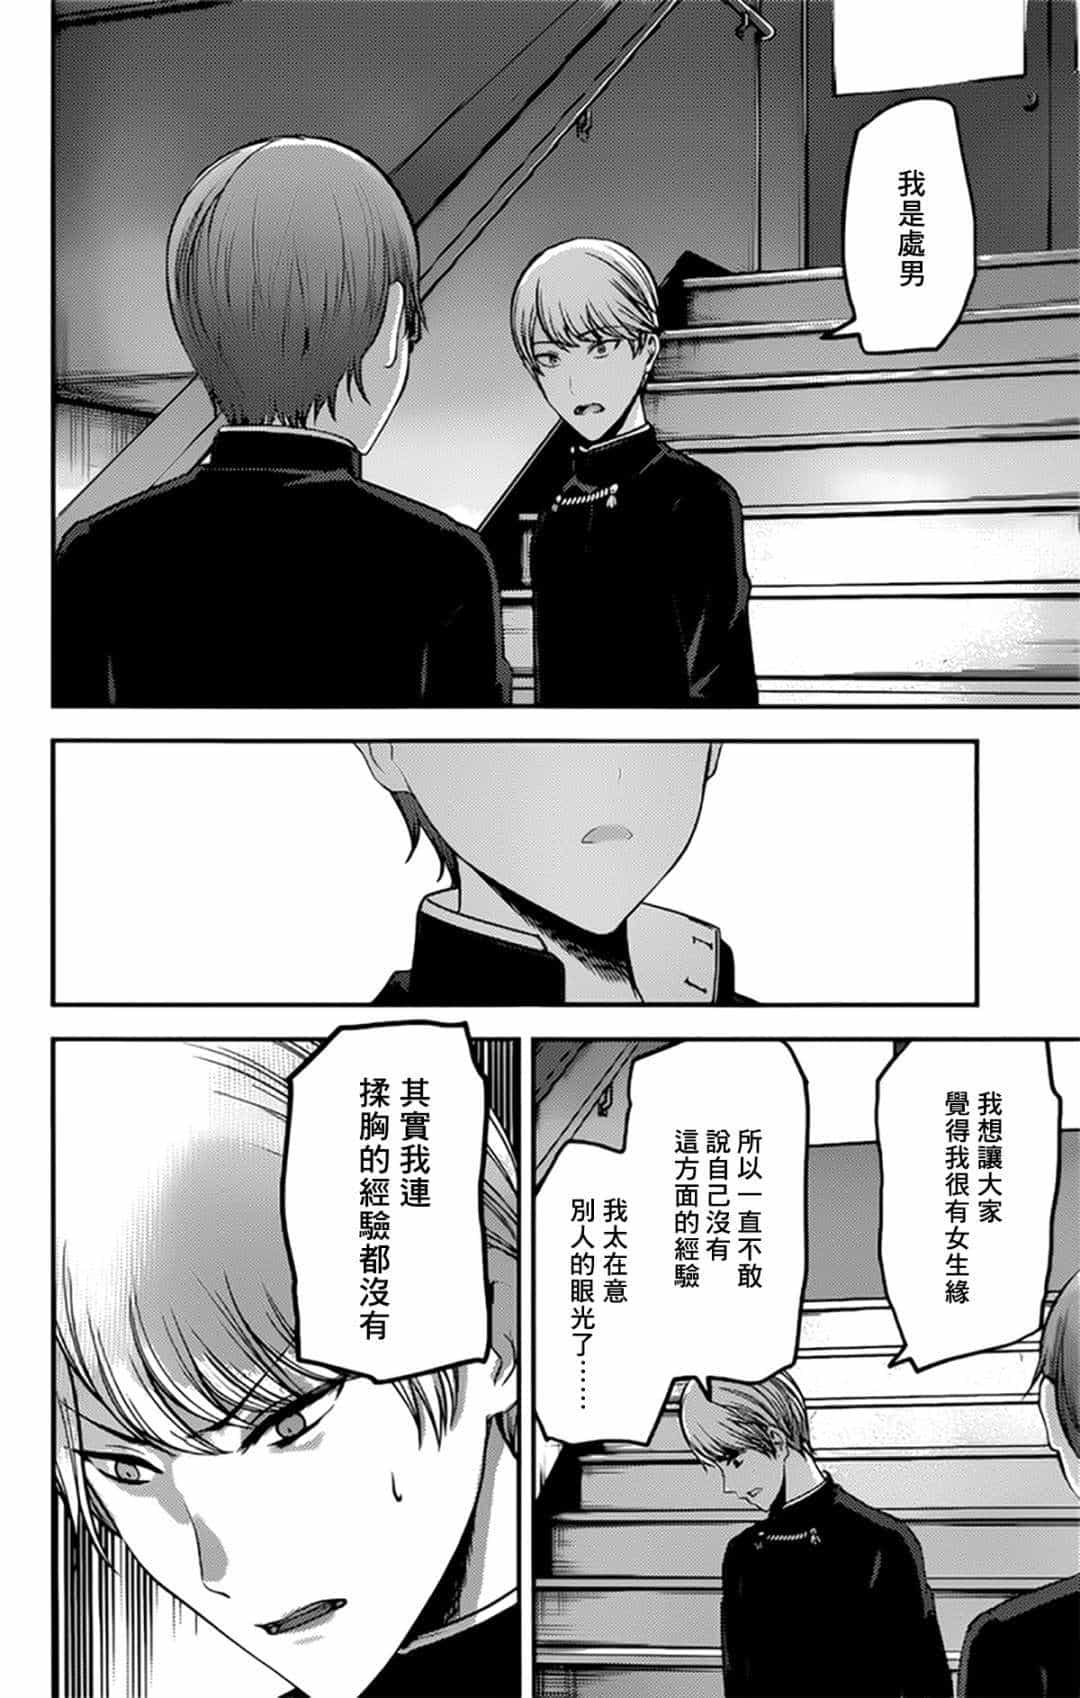 我是處男
我想讓大家
覺得我很有女生緣
所以一直不敢
說自己沒有
這方面的經驗
我太在意
別人的眼光了……
其實我連
揉胸的經驗都沒有